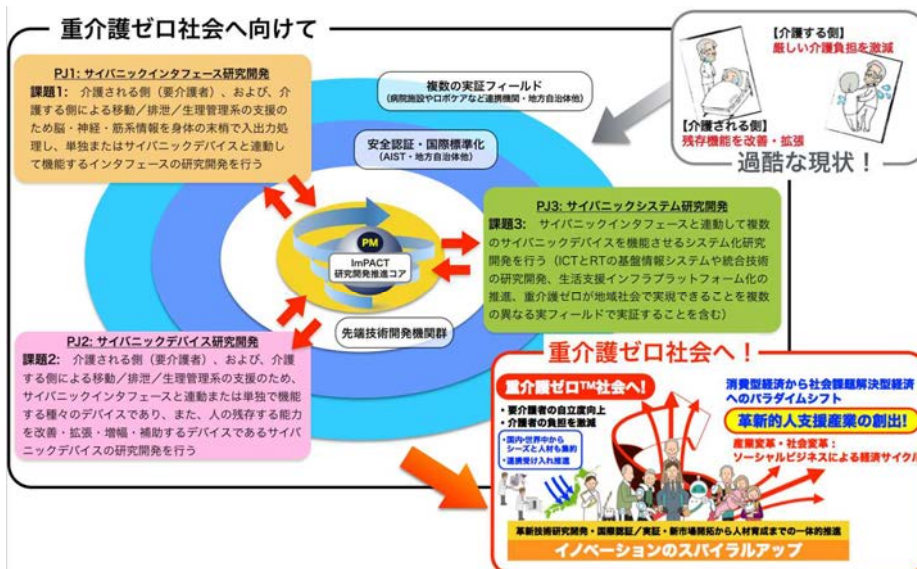 重介護ゼロ社会へ向けて
PJ1: サイバニックインタフェース研究開発
課題1: 介護される側（要介護者）、および、介
護する側による移動／排泄／生理管理系の支援の
ため脳・神経・筋系情報を身体の末梢で入出力処
理し、単独またはサイバニックデバイスと連動し
て機能するインタフェースの研究開発を行う
複数の実証フィールド
（病院施設やロボケアなど連携機関・地方自治体他）
安全認証・国際標準化
（AIST・地方自治体他）
【介護する側】
厳しい介護負担を激減
【介護される側】
残存機能を改善・拡張
過酷な現状！
PM
ImPACT
研究開発推進コア
先端技術開発機関群
PJ3: サイバニックシステム研究開発
課題3: サイバニックインタフェースと連動して複数
のサイバニックデバイスを機能させるシステム化研究
開発を行う（ICTとRTの基盤情報システムや統合技術
の研究開発、生活支援インフラプラットフォーム化の
推進、重介護ゼロが地域社会で実現できることを複数
の異なる実フィールドで実証することを含む）
PJ2: サイバニックデバイス研究開発
課題2: 介護される側（要介護者）、および、介護
する側による移動／排泄／生理管理系の支援のため、
サイバニックインタフェースと連動または単独で機能
する種々のデバイスであり、また、人の残存する能力
を改善・拡張・増幅・補助するデバイスであるサイバ
ニックデバイスの研究開発を行う
重介護ゼロ社会へ！
重介護ゼロ™社会へ!
・要介護者の自立度向上
・介護者の負担を激減
・国内・世界中から
シーズと人材も集約
・連携受け入れ推進
消費型経済から社会課題解決型経済
へのパラダイムシフト
革新的人支援産業の創出!
産業変革・社会変革：
ソーシャルビジネスによる経済サイクル
革新技術研究開発・国際認証／実証・新市場開拓から人材育成までの一体的推進
イノベーションのスパイラルアップ